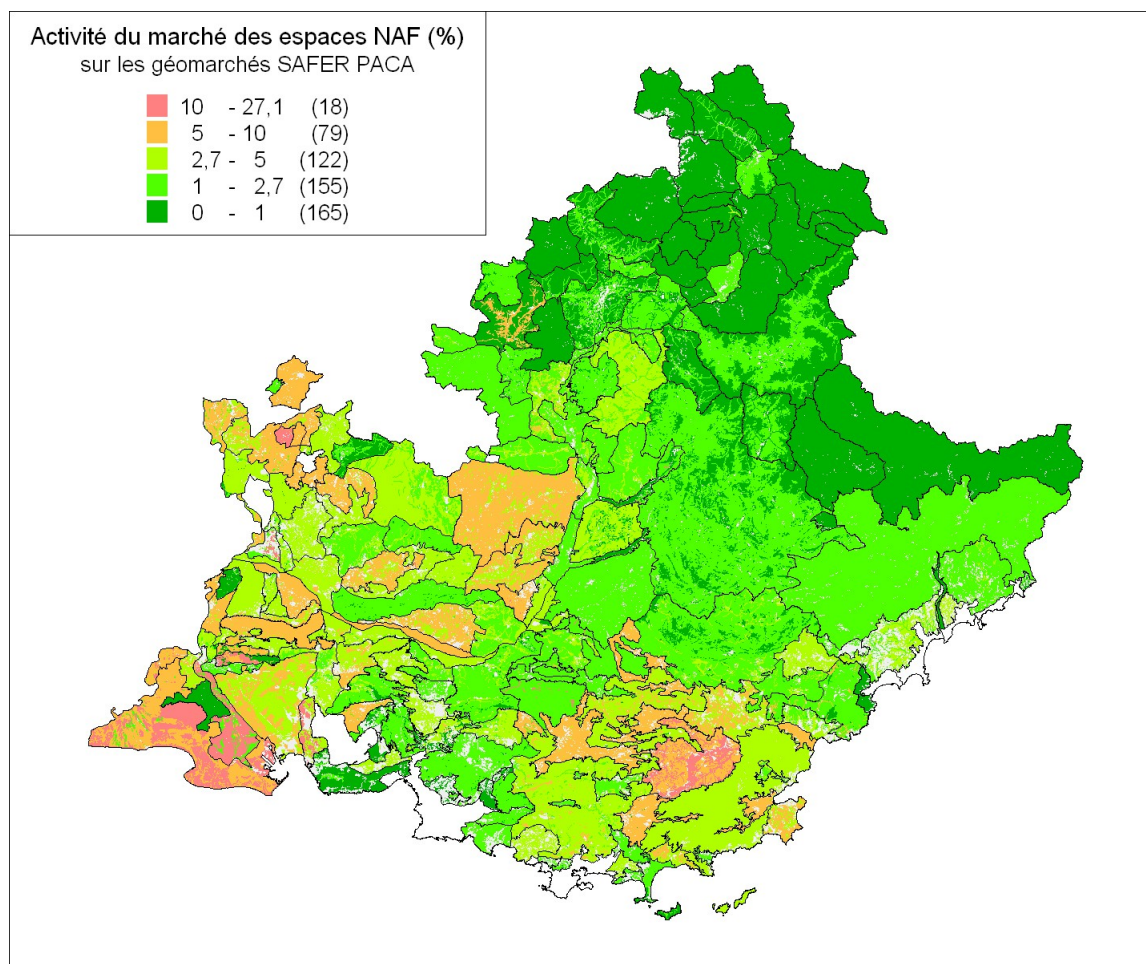 Activité du marché des espaces NAF (%)
sur les géomarchés SAFER PACA
10 - 27,1 (18)
5 - 10 (79)
2,7 - 5 (122)
1 - 2,7 (155)
0 - 1 (165)